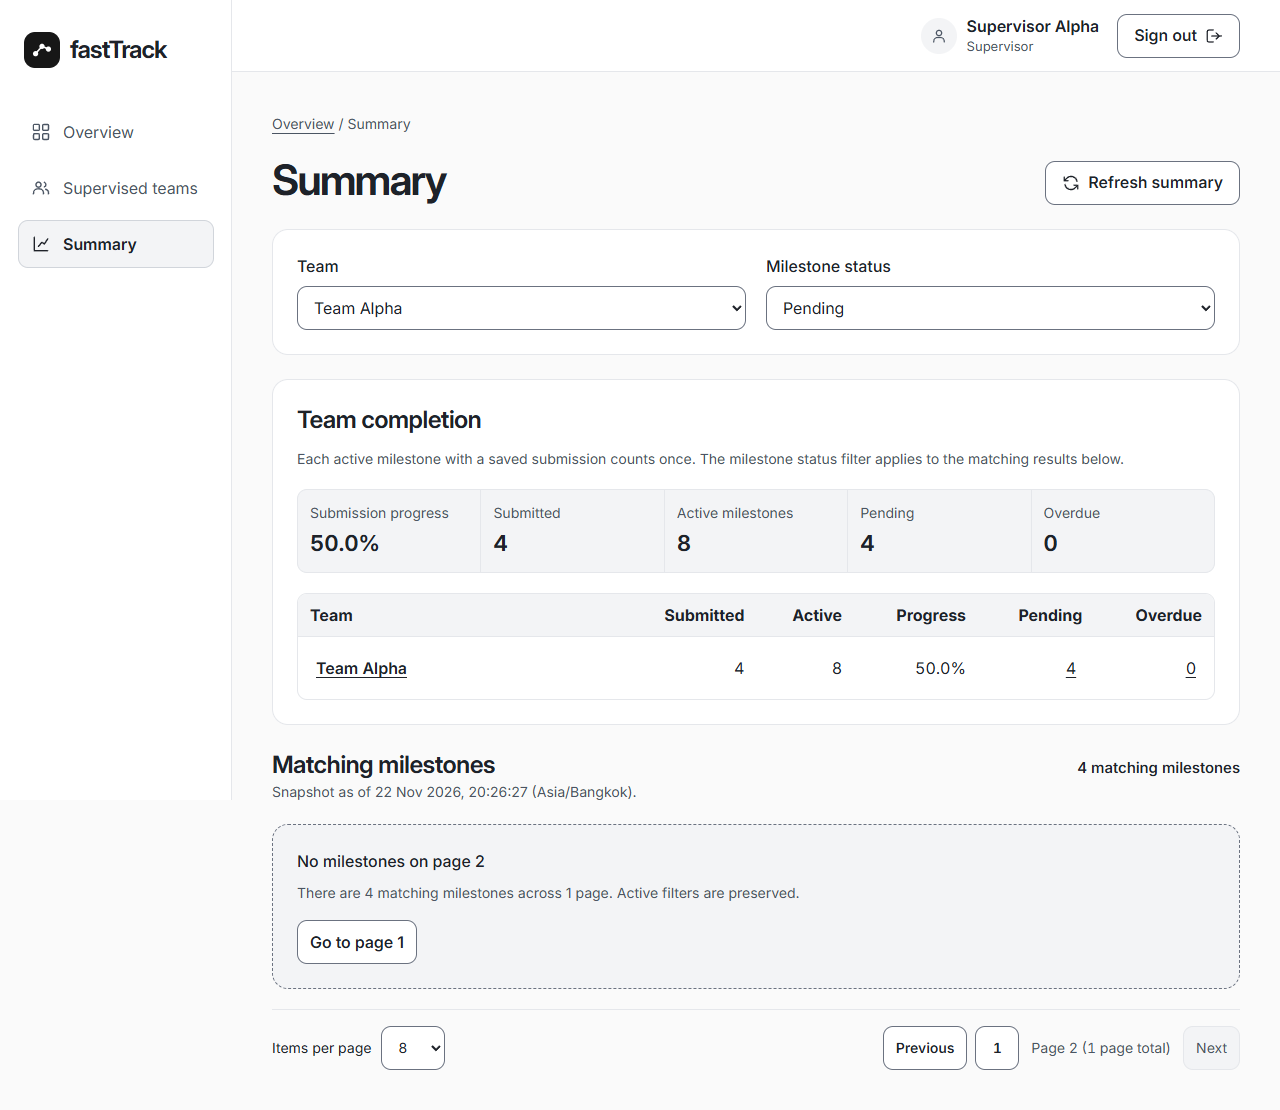 fastTrack
Supervisor Alpha
Supervisor
Sign out
Overview
Supervised teams
Summary
Overview / Summary
Summary
Refresh summary
Team
Milestone status
Team Alpha
Pending
Team completion
Each active milestone with a saved submission counts once. The milestone status filter applies to the matching results below.
Submission progress
50.0%
Submitted
4
Active milestones
8
Pending
4
Overdue
0
Team Submitted Active Progress Pending Overdue
Team Alpha 4 8 50.0% 4 0
Matching milestones
4 matching milestones
Snapshot as of 22 Nov 2026, 20:26:27 (Asia/Bangkok).
No milestones on page 2
There are 4 matching milestones across 1 page. Active filters are preserved.
Go to page 1
Items per page 8
Previous 1 Page 2 (1 page total) Next